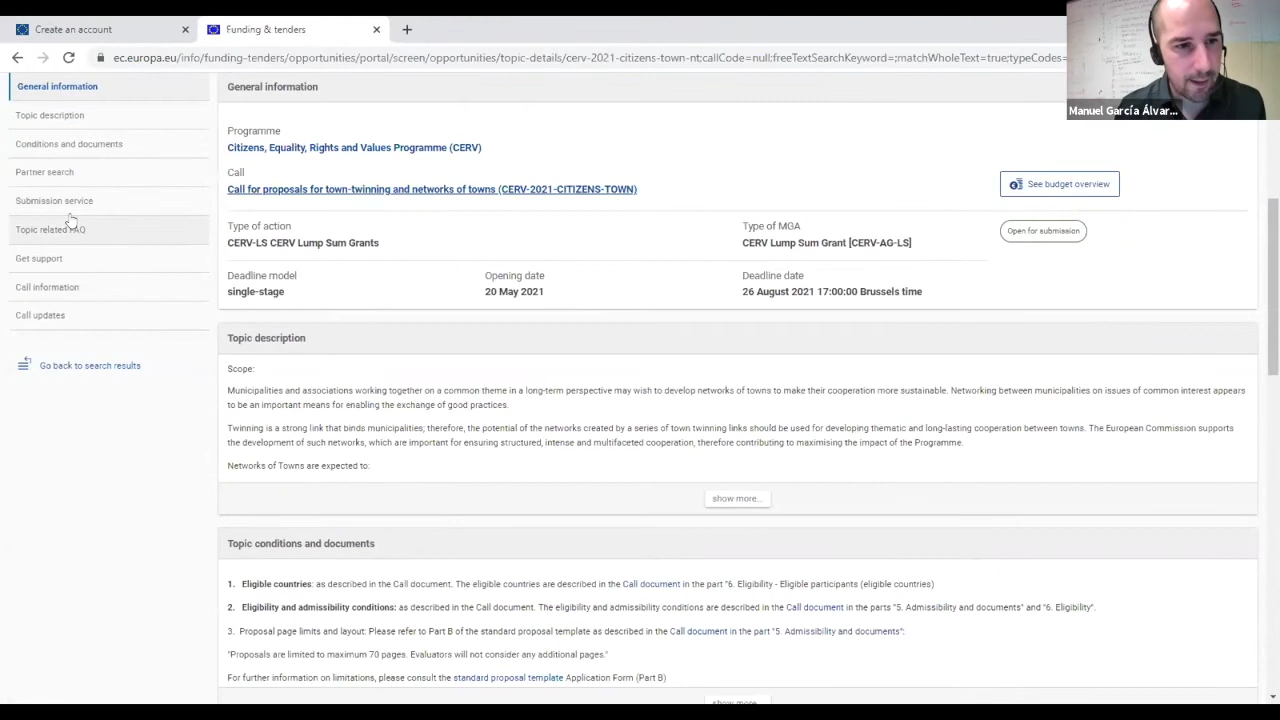 Create an account
Funding & tenders
ec.europa.eu/info/funding-tenders/opportunities/portal/screen/opportunities/topic-details/cerv-2021-citizens-town-nt;callCode=null;freeTextSearchKeyword=;matchWholeText=true;typeCodes=
Manuel García Álvar...
General information
Topic description
Conditions and documents
Partner search
Submission service
Topic related FAQ
Get support
Call information
Call updates
Go back to search results
General information
Programme
Citizens, Equality, Rights and Values Programme (CERV)
Call
Call for proposals for town-twinning and networks of towns (CERV-2021-CITIZENS-TOWN)
See budget overview
Type of action
Type of MGA
CERV-LS CERV Lump Sum Grants
CERV Lump Sum Grant [CERV-AG-LS]
Open for submission
Deadline model
Opening date
Deadline date
single-stage
20 May 2021
26 August 2021 17:00:00 Brussels time
Topic description
Scope:
Municipalities and associations working together on a common theme in a long-term perspective may wish to develop networks of towns to make their cooperation more sustainable. Networking between municipalities on issues of common interest appears
to be an important means for enabling the exchange of good practices.
Twinning is a strong link that binds municipalities; therefore, the potential of the networks created by a series of town twinning links should be used for developing thematic and long-lasting cooperation between towns. The European Commission supports
the development of such networks, which are important for ensuring structured, intense and multifaceted cooperation, therefore contributing to maximising the impact of the Programme.
Networks of Towns are expected to:
show more...
Topic conditions and documents
1. Eligible countries: as described in the Call document. The eligible countries are described in the Call document in the part "6. Eligibility - Eligible participants (eligible countries)
2. Eligibility and admissibility conditions: as described in the Call document. The eligibility and admissibility conditions are described in the Call document in the parts "5. Admissibility and documents" and "6. Eligibility".
3. Proposal page limits and layout: Please refer to Part B of the standard proposal template as described in the Call document in the part "5. Admissibility and documents":
"Proposals are limited to maximum 70 pages. Evaluators will not consider any additional pages."
For further information on limitations, please consult the standard proposal template Application Form (Part B)
show more...